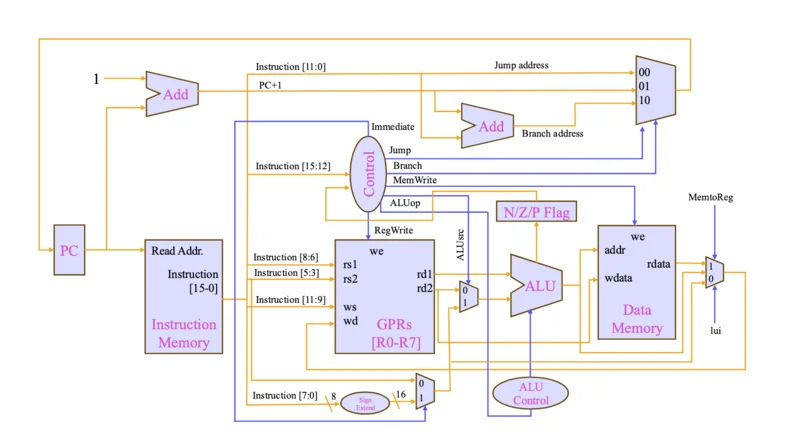 Instruction [11:0]
Jump address
00
1
PC+1
01
Add
10
Add
Branch address
Immediate
Jump
Instruction [15:12]
Control
Branch
MemWrite
ALUop
N/Z/P Flag
MemtoReg
RegWrite
ALUsrc
PC
Read Addr.
we
we
Instruction [8:6]
rs1
addr
Instruction
[15-0]
Instruction [5:3]
rs2
rd1
rd2
0
1
ALU
wdata
rdata
1
0
Instruction [11:9]
ws
wd
GPRs
[R0-R7]
Instruction
Memory
Data
Memory
lui
0
1
Instruction [7:0]
8
Sign
Extend
16
ALU
Control